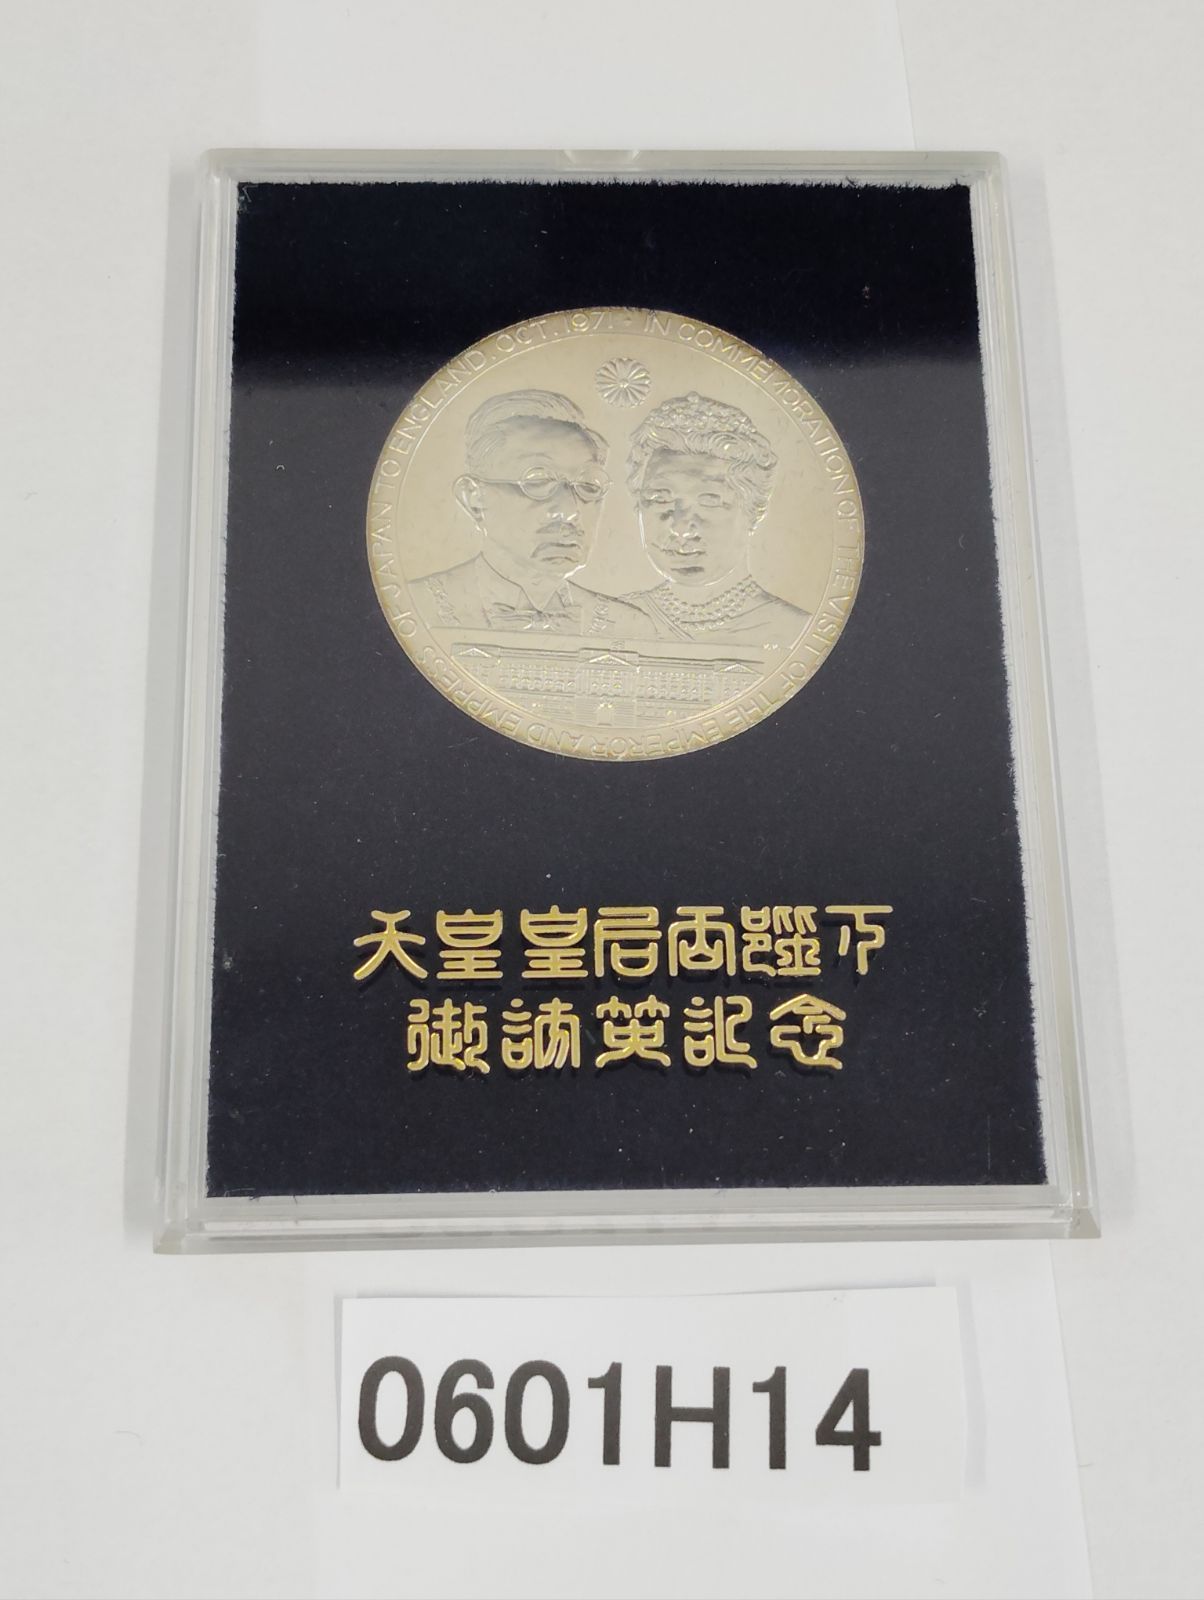 IN COMMEMORATION OF THE VISIT OF THE EMPEROR AND EMPRESS OF JAPAN TO ENGLAND. OCT. 1971 ·
天皇皇后両陛下
御訪英記念
0601H14